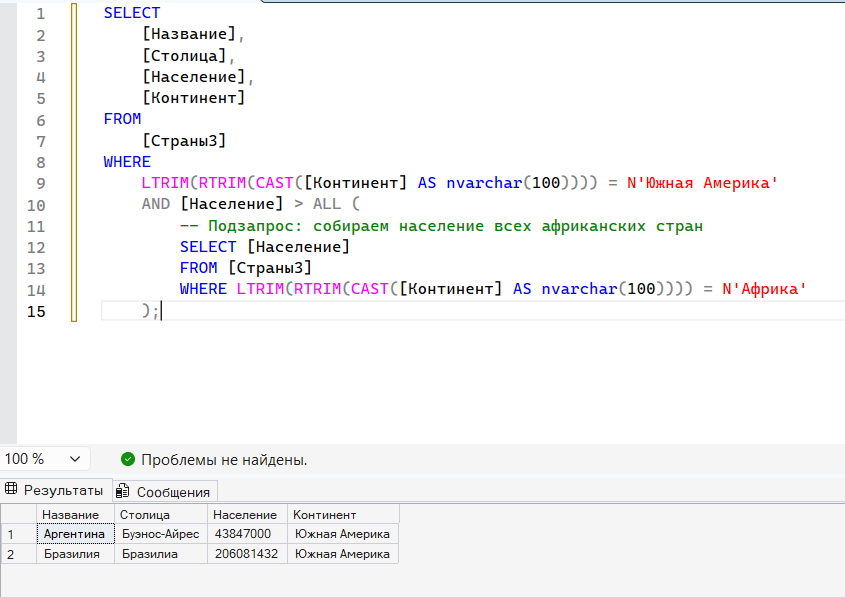 1 SELECT
2 [Название],
3 [Столица],
4 [Население],
5 [Континент]
6 FROM
7 [Страны3]
8 WHERE
9 LTRIM(RTRIM(CAST([Континент] AS nvarchar(100)))) = N'Южная Америка'
10 AND [Население] > ALL (
11 -- Подзапрос: собираем население всех африканских стран
12 SELECT [Население]
13 FROM [Страны3]
14 WHERE LTRIM(RTRIM(CAST([Континент] AS nvarchar(100)))) = N'Африка'
15 );
100 % Проблемы не найдены.
Результаты Сообщения
Название Столица Население Континент
1 Аргентина Буэнос-Айрес 43847000 Южная Америка
2 Бразилия Бразилиа 206081432 Южная Америка